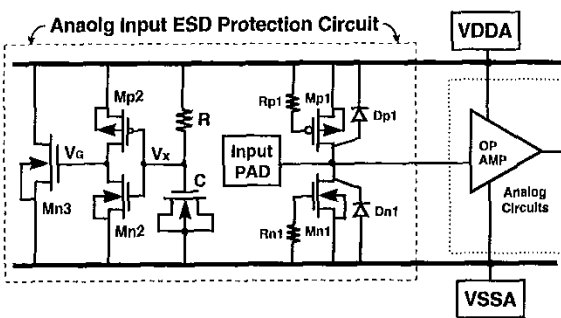 Anaolg Input ESD Protection Circuit
VDDA
Mp2
R
Rp1
Mp1
Dp1
VG
Vx
Input
PAD
OP
AMP
C
Analog
Circuits
Mn3
Mn2
Rn1
Mn1
Dn1
VSSA